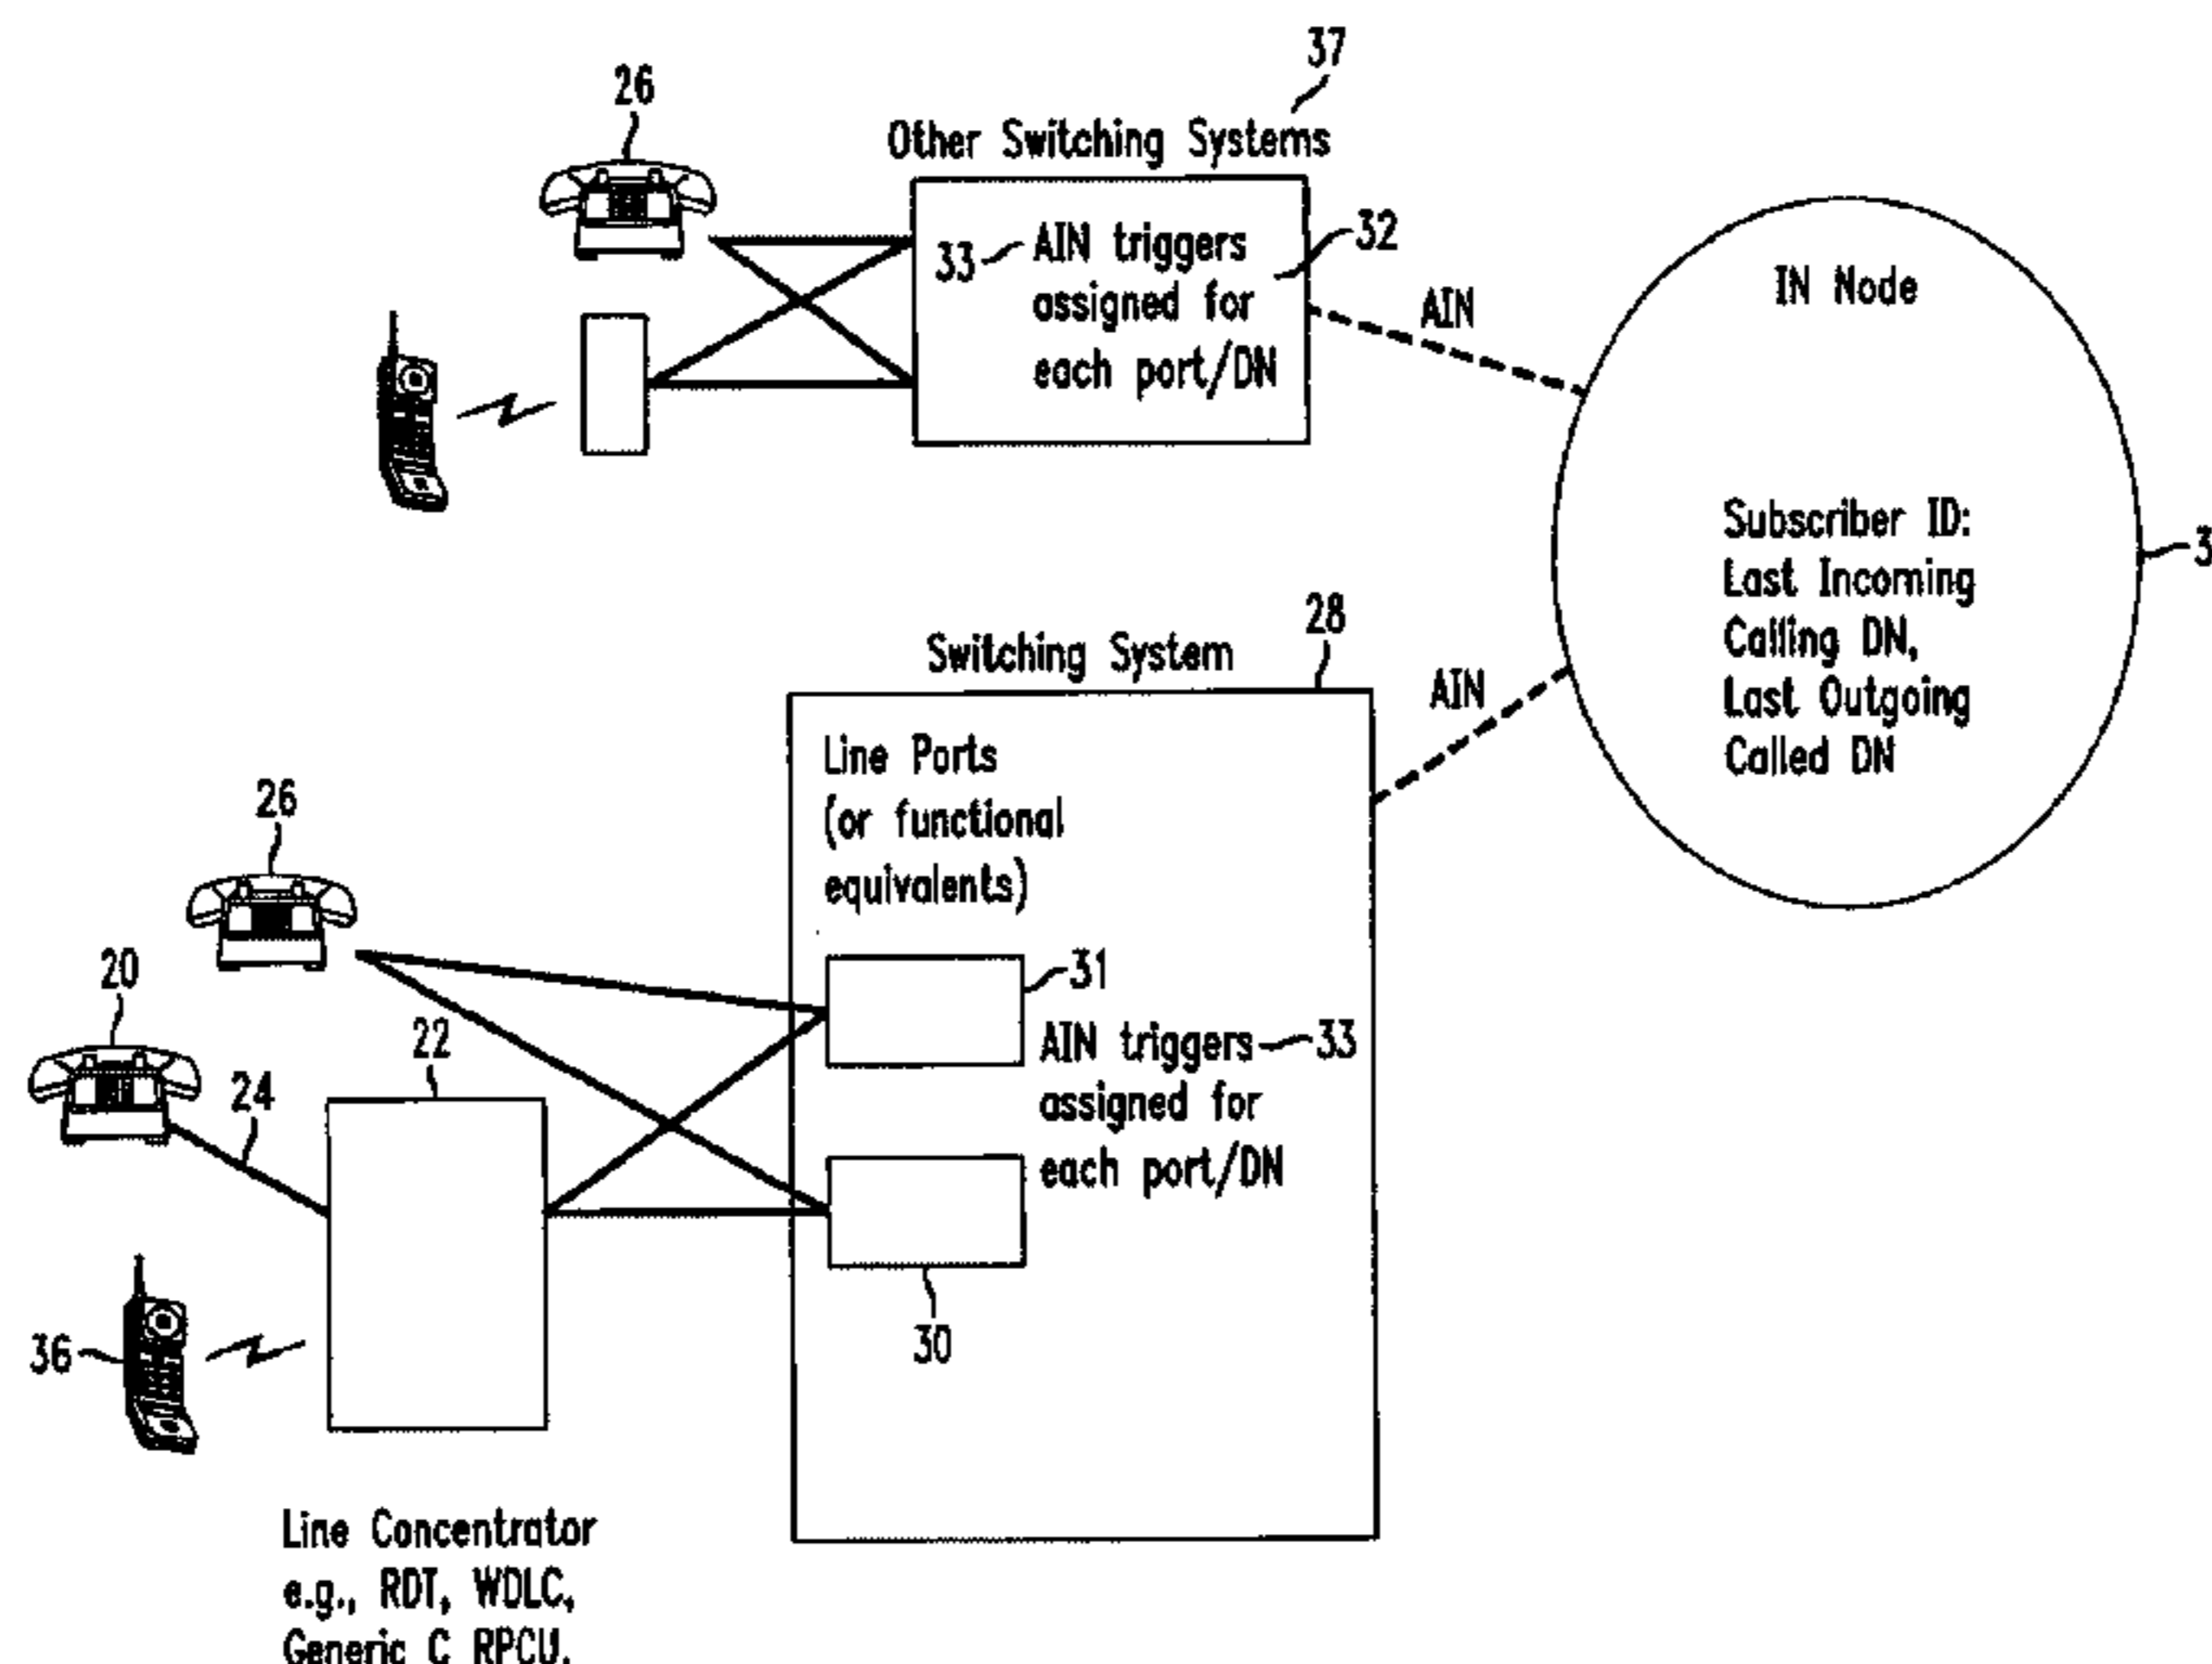 37
26
Other Switching Systems
33
AIN triggers
assigned for
each port/DN
32
AIN
IN Node
Subscriber ID:
Last Incoming
Calling DN,
Last Outgoing
Called DN
3
28
Switching System
AIN
Line Ports
(or functional
equivalents)
26
20
31
22
AIN triggers
33
assigned for
each port/DN
24
30
36
Line Concentrator
e.g., RDT, WDLC,
Generic C RPCU,